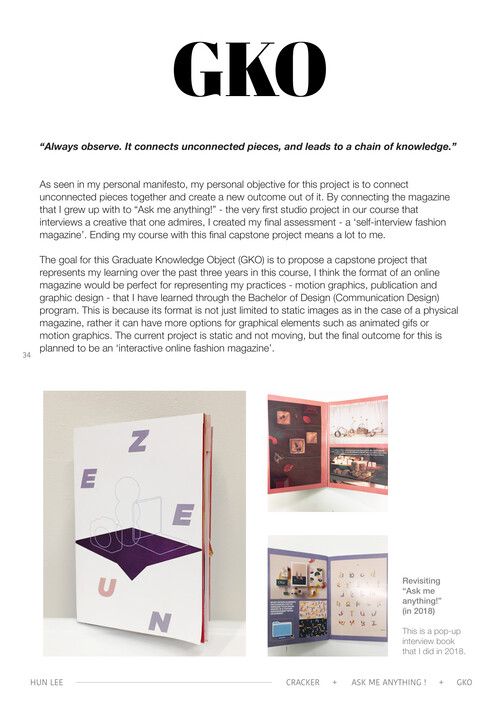 GKO
“Always observe. It connects unconnected pieces, and leads to a chain of knowledge.”
As seen in my personal manifesto, my personal objective for this project is to connect
unconnected pieces together and create a new outcome out of it. By connecting the magazine
that I grew up with to “Ask me anything!” - the very first studio project in our course that
interviews a creative that one admires, I created my final assessment - a ‘self-interview fashion
magazine’. Ending my course with this final capstone project means a lot to me.
The goal for this Graduate Knowledge Object (GKO) is to propose a capstone project that
represents my learning over the past three years in this course, I think the format of an online
magazine would be perfect for representing my practices - motion graphics, publication and
graphic design - that I have learned through the Bachelor of Design (Communication Design)
program. This is because its format is not just limited to static images as in the case of a physical
magazine, rather it can have more options for graphical elements such as animated gifs or
motion graphics. The current project is static and not moving, but the final outcome for this is
planned to be an ‘interactive online fashion magazine’.
34
Z
E
E
U
N
Revisiting
“Ask me
anything!”
(in 2018)
This is a pop-up
interview book
that I did in 2018.
HUN LEE
CRACKER + ASK ME ANYTHING ! + GKO